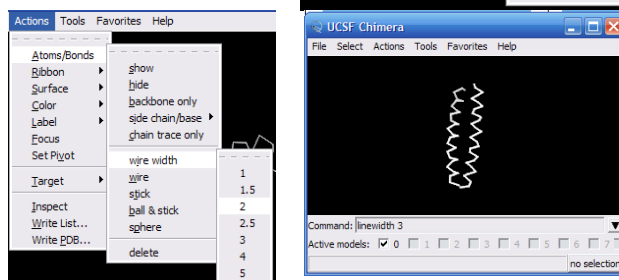 Actions Tools Favorites Help
Atoms/Bonds
Ribbon
Surface
Color
Label
Focus
Set Pivot
Target
Inspect
Write List...
Write PDB...
show
hide
backbone only
side chain/base
chain trace only
wire width
wire
stick
ball & stick
sphere
delete
1
1.5
2
2.5
3
4
5
UCSF Chimera
File Select Actions Tools Favorites Help
Command: linewidth 3
Active models: 0 1 2 3 4 5 6 7
no selection